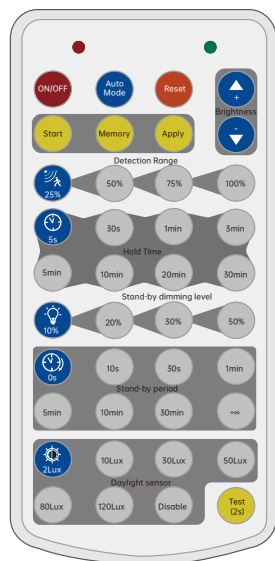 ON/OFF
Auto
Mode
Reset
+
Brightness
-
Start
Memory
Apply
Detection Range
25%
50%
75%
100%
5s
30s
1min
3min
Hold Time
5min
10min
20min
30min
Stand-by dimming level
10%
20%
30%
50%
0s
10s
30s
1min
Stand-by period
5min
10min
30min
+∞
2Lux
10Lux
30Lux
50Lux
Daylight sensor
80Lux
120Lux
Disable
Test
(2s)